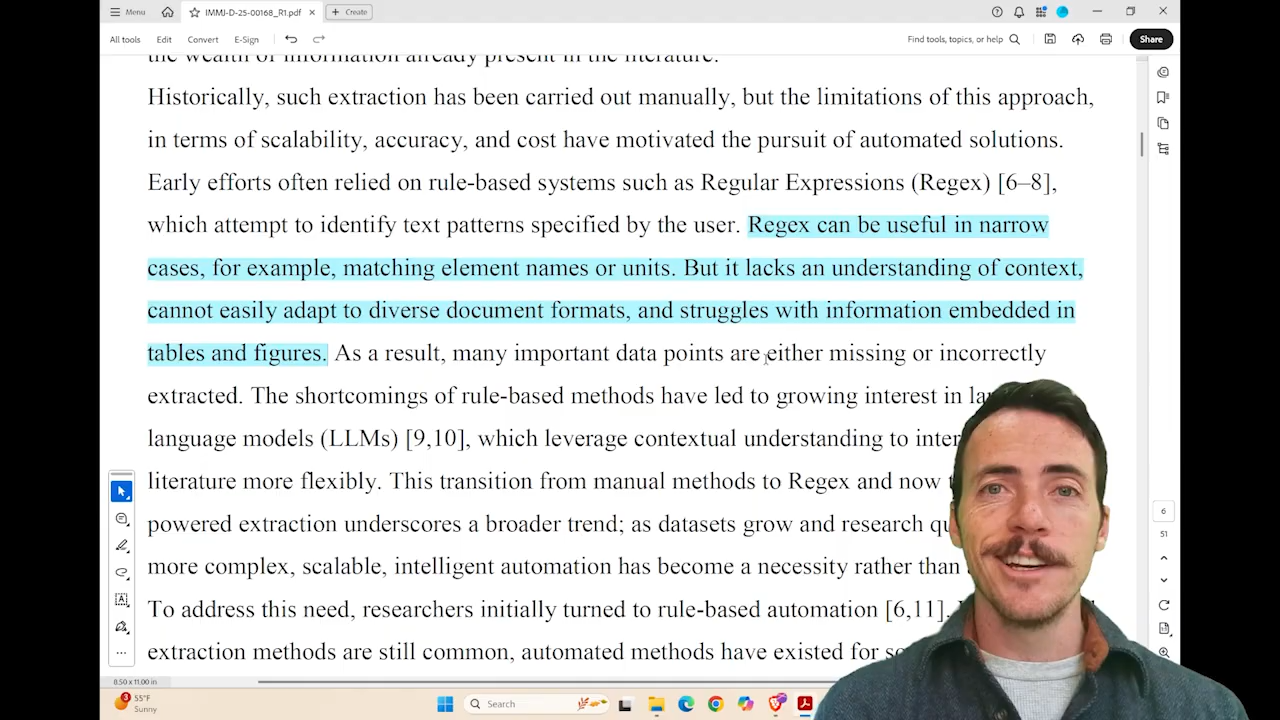 Menu
IMMJ-D-25-00168_R1.pdf
Create
All tools
Edit
Convert
E-Sign
Find tools, topics, or help
Share
the wealth of information already present in the literature.
Historically, such extraction has been carried out manually, but the limitations of this approach,
in terms of scalability, accuracy, and cost have motivated the pursuit of automated solutions.
Early efforts often relied on rule-based systems such as Regular Expressions (Regex) [6–8],
which attempt to identify text patterns specified by the user. Regex can be useful in narrow
cases, for example, matching element names or units. But it lacks an understanding of context,
cannot easily adapt to diverse document formats, and struggles with information embedded in
tables and figures. As a result, many important data points are either missing or incorrectly
extracted. The shortcomings of rule-based methods have led to growing interest in la
language models (LLMs) [9,10], which leverage contextual understanding to inter
literature more flexibly. This transition from manual methods to Regex and now
powered extraction underscores a broader trend; as datasets grow and research qu
more complex, scalable, intelligent automation has become a necessity rather than
To address this need, researchers initially turned to rule-based automation [6,11].
extraction methods are still common, automated methods have existed for so
6
51
8.50 x 11.00 in
3
55°F
Sunny
Search